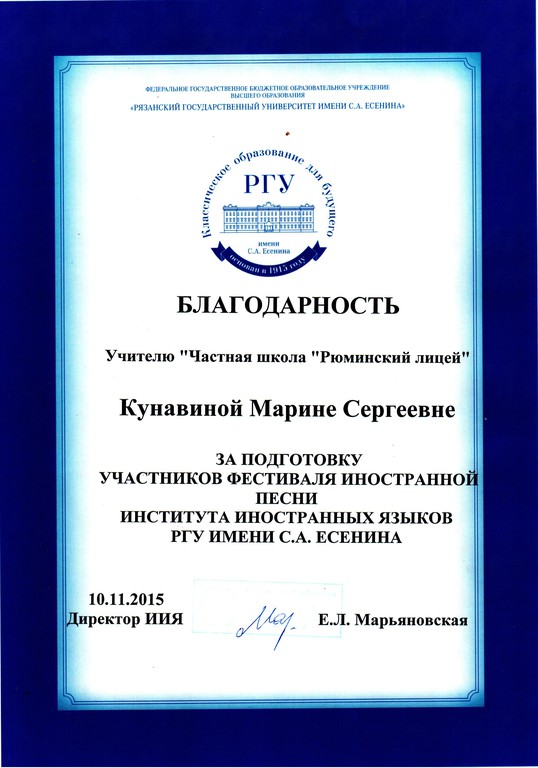 ФЕДЕРАЛЬНОЕ ГОСУДАРСТВЕННОЕ БЮДЖЕТНОЕ ОБРАЗОВАТЕЛЬНОЕ УЧРЕЖДЕНИЕ
ВЫСШЕГО ОБРАЗОВАНИЯ
«РЯЗАНСКИЙ ГОСУДАРСТВЕННЫЙ УНИВЕРСИТЕТ ИМЕНИ С.А. ЕСЕНИНА»
Классическое образование для будущего
РГУ
имени
С.А. Есенина
основан в 1915 году
БЛАГОДАРНОСТЬ
Учителю "Частная школа "Рюминский лицей"
Кунавиной Марине Сергеевне
ЗА ПОДГОТОВКУ
УЧАСТНИКОВ ФЕСТИВАЛЯ ИНОСТРАННОЙ
ПЕСНИ
ИНСТИТУТА ИНОСТРАННЫХ ЯЗЫКОВ
РГУ ИМЕНИ С.А. ЕСЕНИНА
10.11.2015
Директор ИИЯ Е.Л. Марьяновская